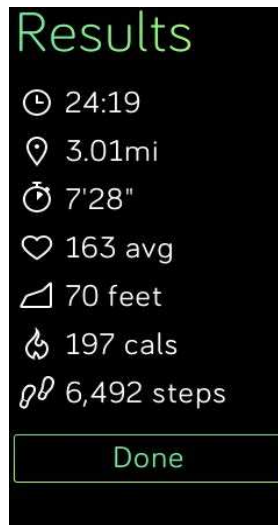 Results
24:19
3.01mi
7'28"
163 avg
70 feet
197 cals
6,492 steps
Done